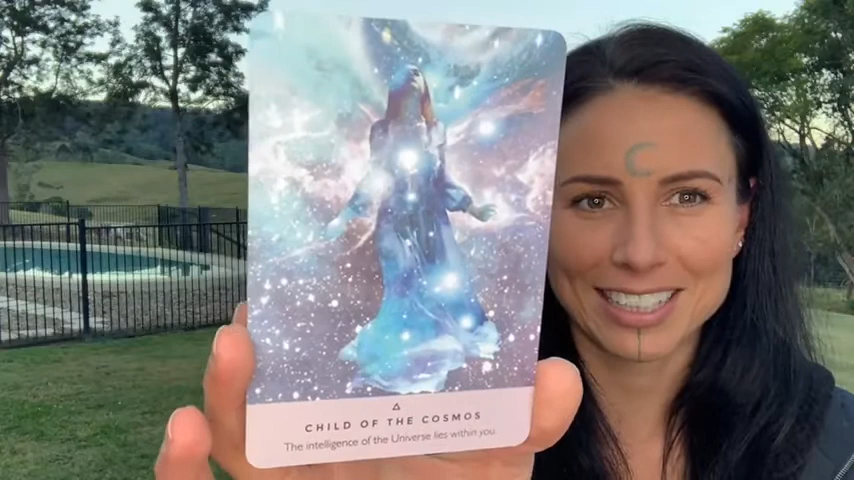 CHILD OF THE COSMOS
The intelligence of the Universe lies within you.